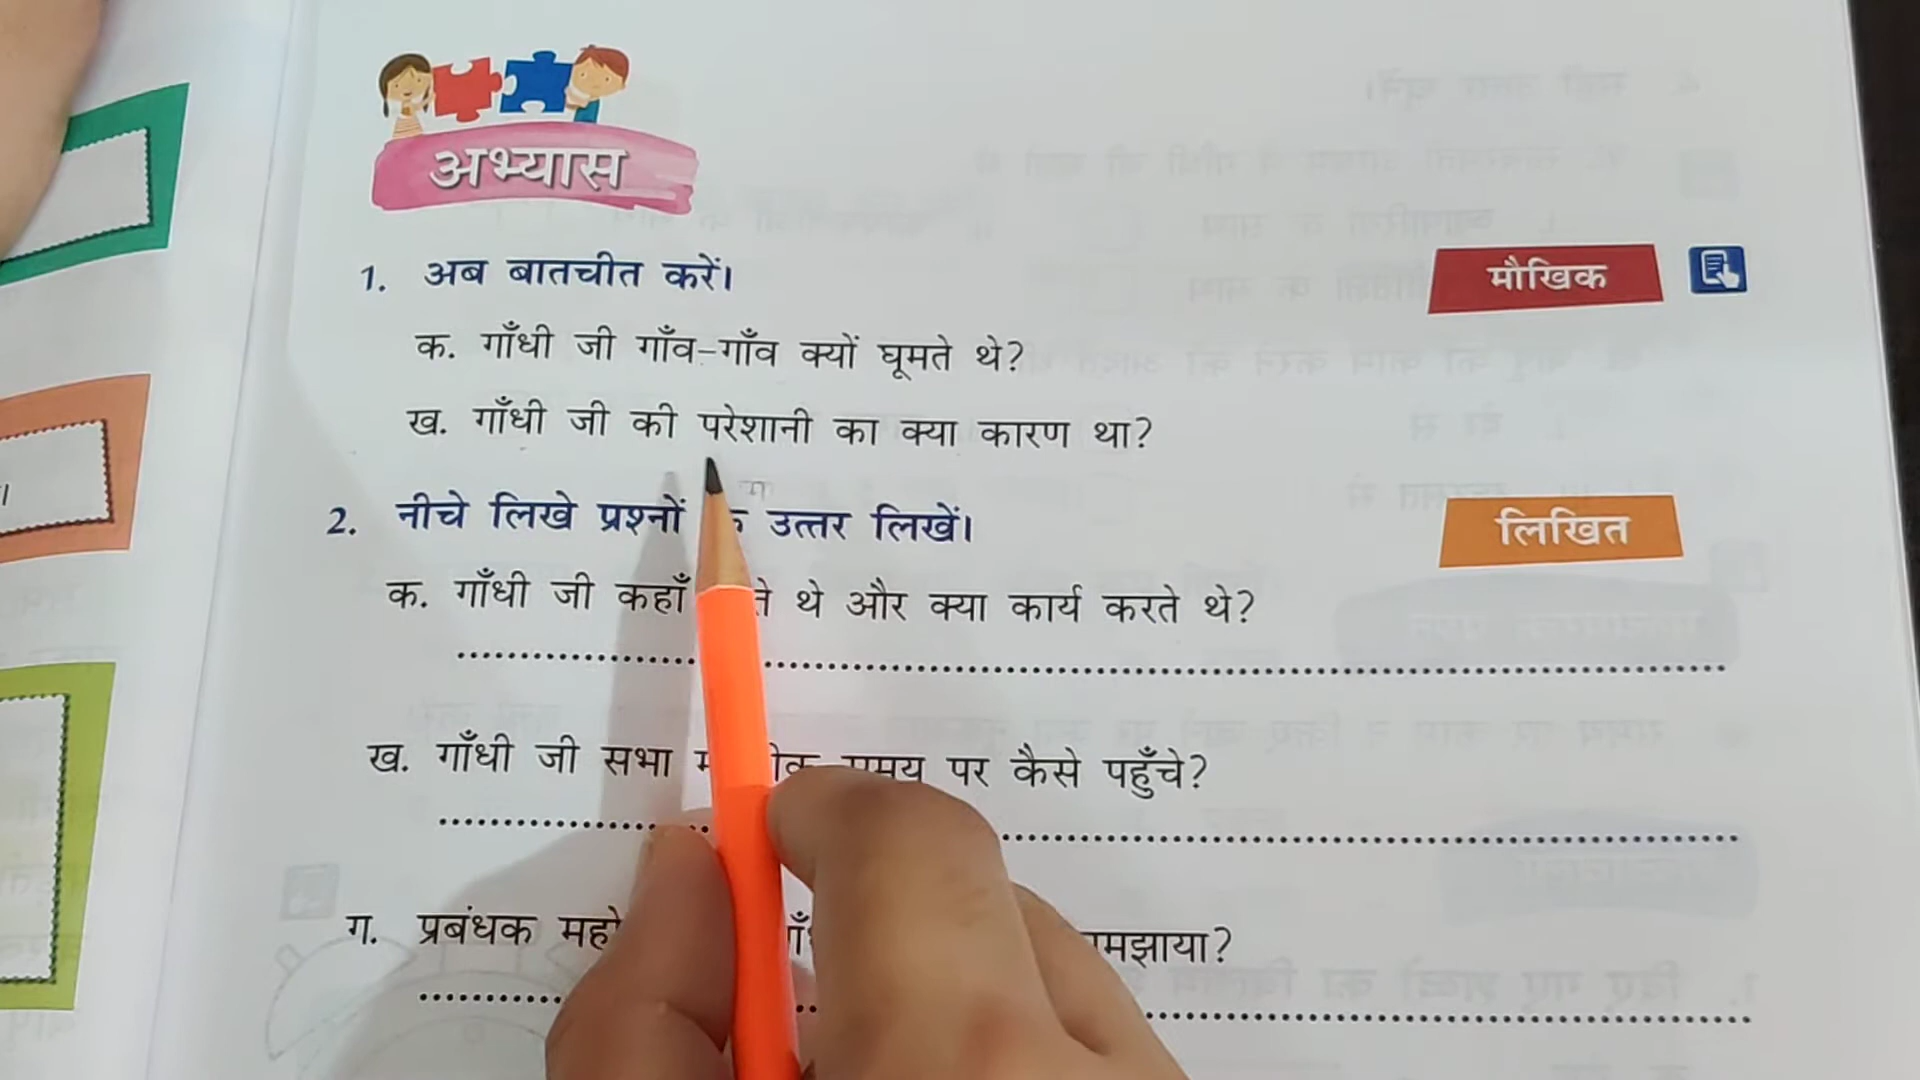 अभ्यास
1. अब बातचीत करें। मौखिक
क. गाँधी जी गाँव-गाँव क्यों घूमते थे?
ख. गाँधी जी की परेशानी का क्या कारण था?
2. नीचे लिखे प्रश्नों के उत्तर लिखें। लिखित
क. गाँधी जी कहाँ थे और क्या कार्य करते थे?
ख. गाँधी जी सभा समय पर कैसे पहुँचे?
ग. प्रबंधक